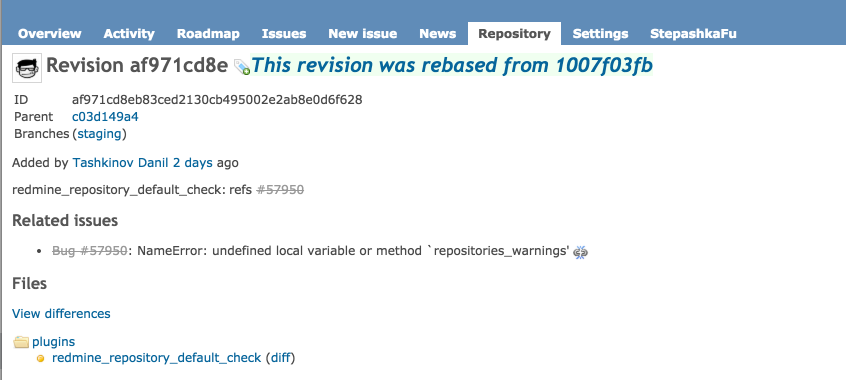 Overview Activity Roadmap Issues New issue News Repository Settings StepashkaFu
Revision af971cd8e This revision was rebased from 1007f03fb
ID af971cd8eb83ced2130cb495002e2ab8e0d6f628
Parent c03d149a4
Branches (staging)
Added by Tashkinov Danil 2 days ago
redmine_repository_default_check: refs #57950
Related issues
Bug #57950: NameError: undefined local variable or method `repositories_warnings'
Files
View differences
plugins
redmine_repository_default_check (diff)